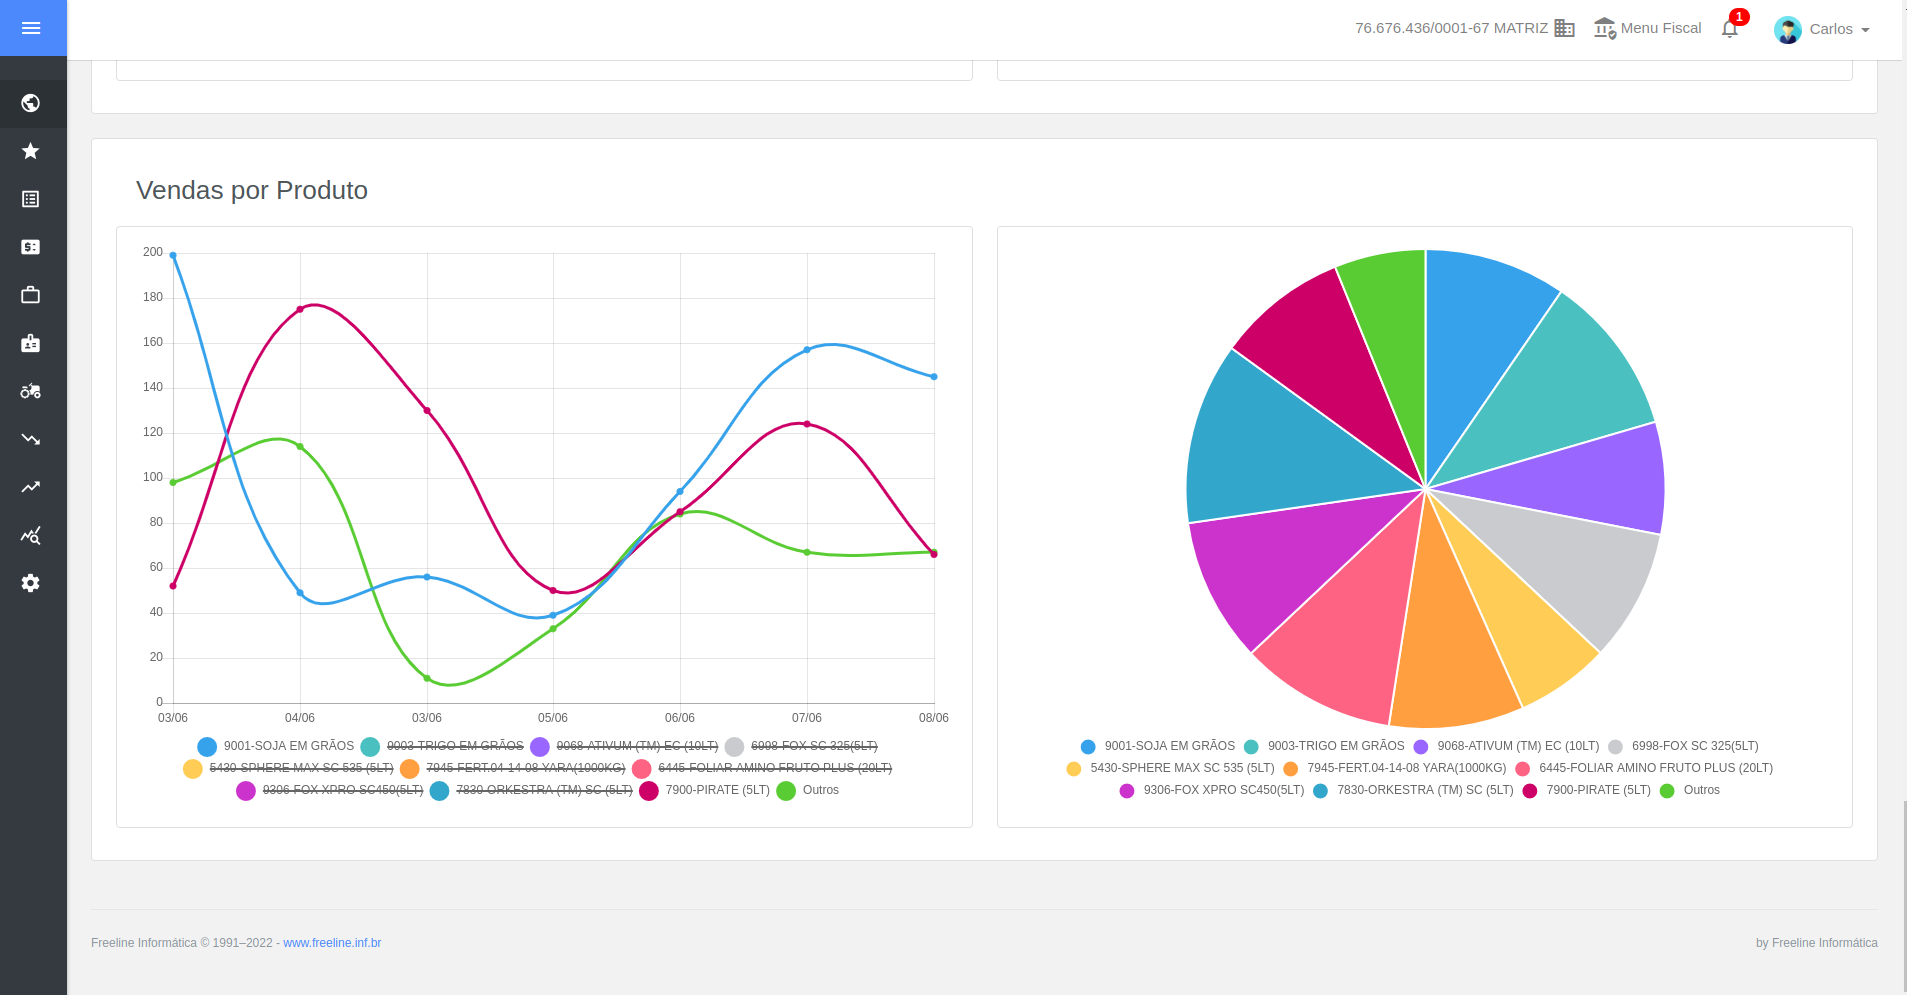 76.676.436/0001-67 MATRIZ Menu Fiscal 1 Carlos
Vendas por Produto
200
180
160
140
120
100
80
60
40
20
0
03/06 04/06 03/06 05/06 06/06 07/06 08/06
9001-SOJA EM GRÃOS 9003-TRIGO EM GRÃOS 9068-ATIVUM (TM) EC (10LT) 6998-FOX SC 325(5LT)
5430-SPHERE MAX SC 535 (5LT) 7945-FERT.04-14-08 YARA(1000KG) 6445-FOLIAR AMINO FRUTO PLUS (20LT)
9306-FOX XPRO SC450(5LT) 7830-ORKESTRA (TM) SC (5LT) 7900-PIRATE (5LT) Outros
9001-SOJA EM GRÃOS 9003-TRIGO EM GRÃOS 9068-ATIVUM (TM) EC (10LT) 6998-FOX SC 325(5LT)
5430-SPHERE MAX SC 535 (5LT) 7945-FERT.04-14-08 YARA(1000KG) 6445-FOLIAR AMINO FRUTO PLUS (20LT)
9306-FOX XPRO SC450(5LT) 7830-ORKESTRA (TM) SC (5LT) 7900-PIRATE (5LT) Outros
Freeline Informática © 1991–2022 - www.freeline.inf.br
by Freeline Informática